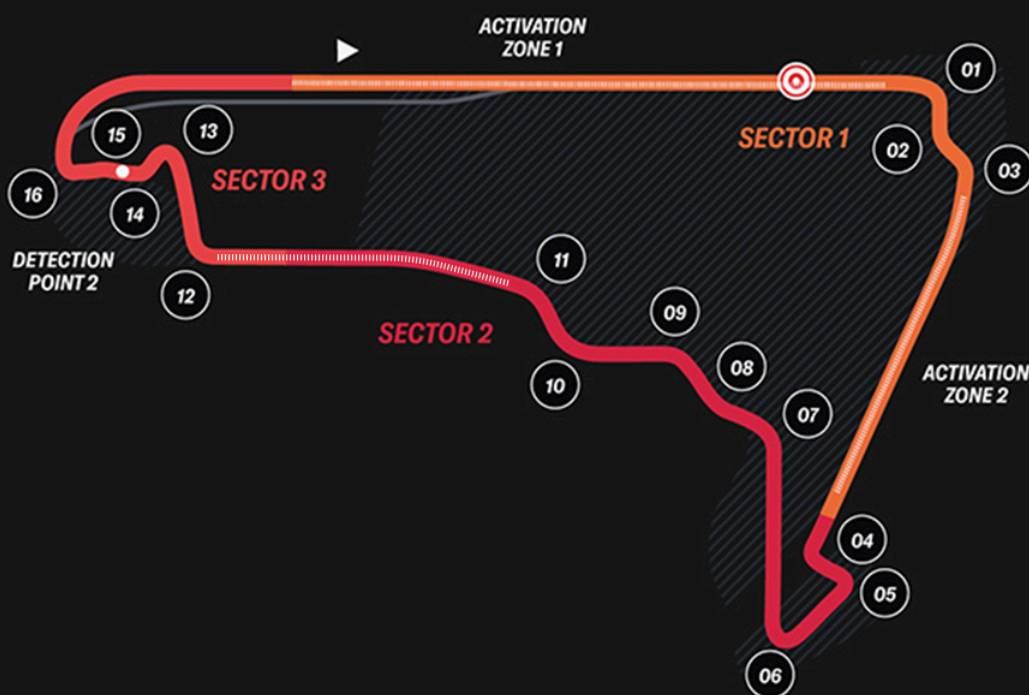 ACTIVATION
ZONE 1
01
15
13
SECTOR 1
02
03
SECTOR 3
16
14
DETECTION
POINT 2
12
11
SECTOR 2
09
10
08
ACTIVATION
ZONE 2
07
04
05
06